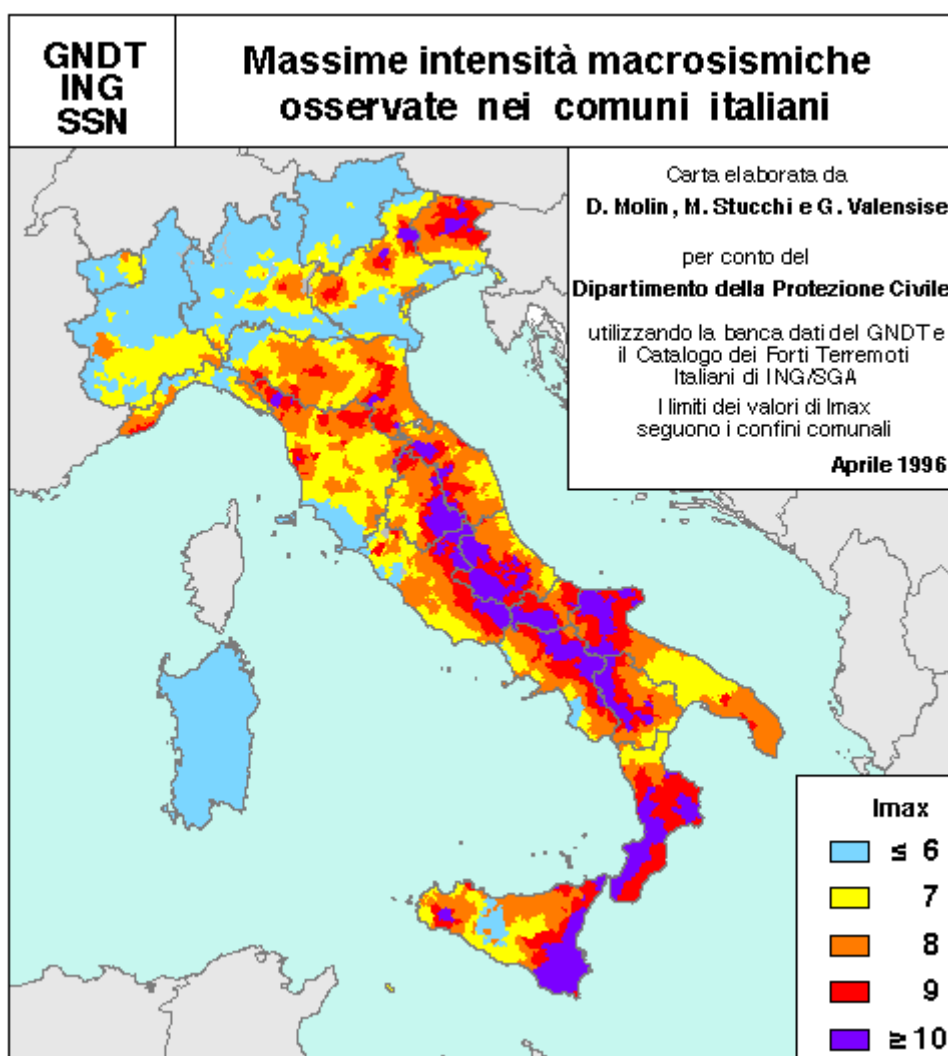 GNDT
ING
SSN
Massime intensità macrosismiche
osservate nei comuni italiani
Carta elaborata da
D. Molin, M. Stucchi e G. Valensise
per conto del
Dipartimento della Protezione Civile
utilizzando la banca dati del GNDT e
il Catalogo dei Forti Terremoti
Italiani di ING/SGA
I limiti dei valori di Imax
seguono i confini comunali
Aprile 1996
Imax
≤ 6
7
8
9
≥ 10